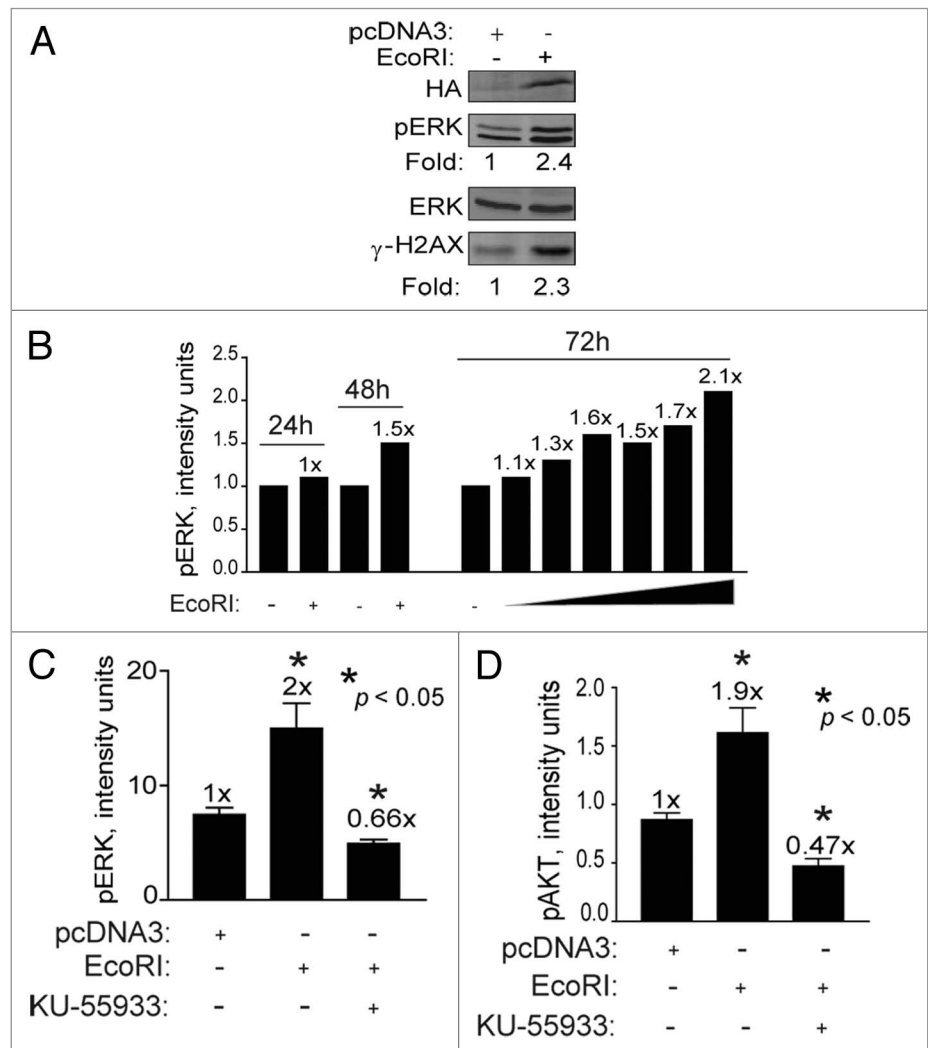 A
pcDNA3: + -
EcoRI: - +
HA
pERK
Fold: 1 2.4
ERK
γ-H2AX
Fold: 1 2.3
B
pERK, intensity units
2.5
2.0
1.5
1.0
0.5
0.0
24h
48h
72h
1x
1.5x
1.1x
1.3x
1.6x
1.5x
1.7x
2.1x
EcoRI: - + - + -
C
pERK, intensity units
20
10
0
1x
*
2x
*
0.66x
*
p < 0.05
pcDNA3: + - -
EcoRI: - + +
KU-55933: - - +
D
pAKT, intensity units
2.0
1.5
1.0
0.5
0.0
1x
*
1.9x
*
0.47x
*
p < 0.05
pcDNA3: + - -
EcoRI: - + +
KU-55933: - - +